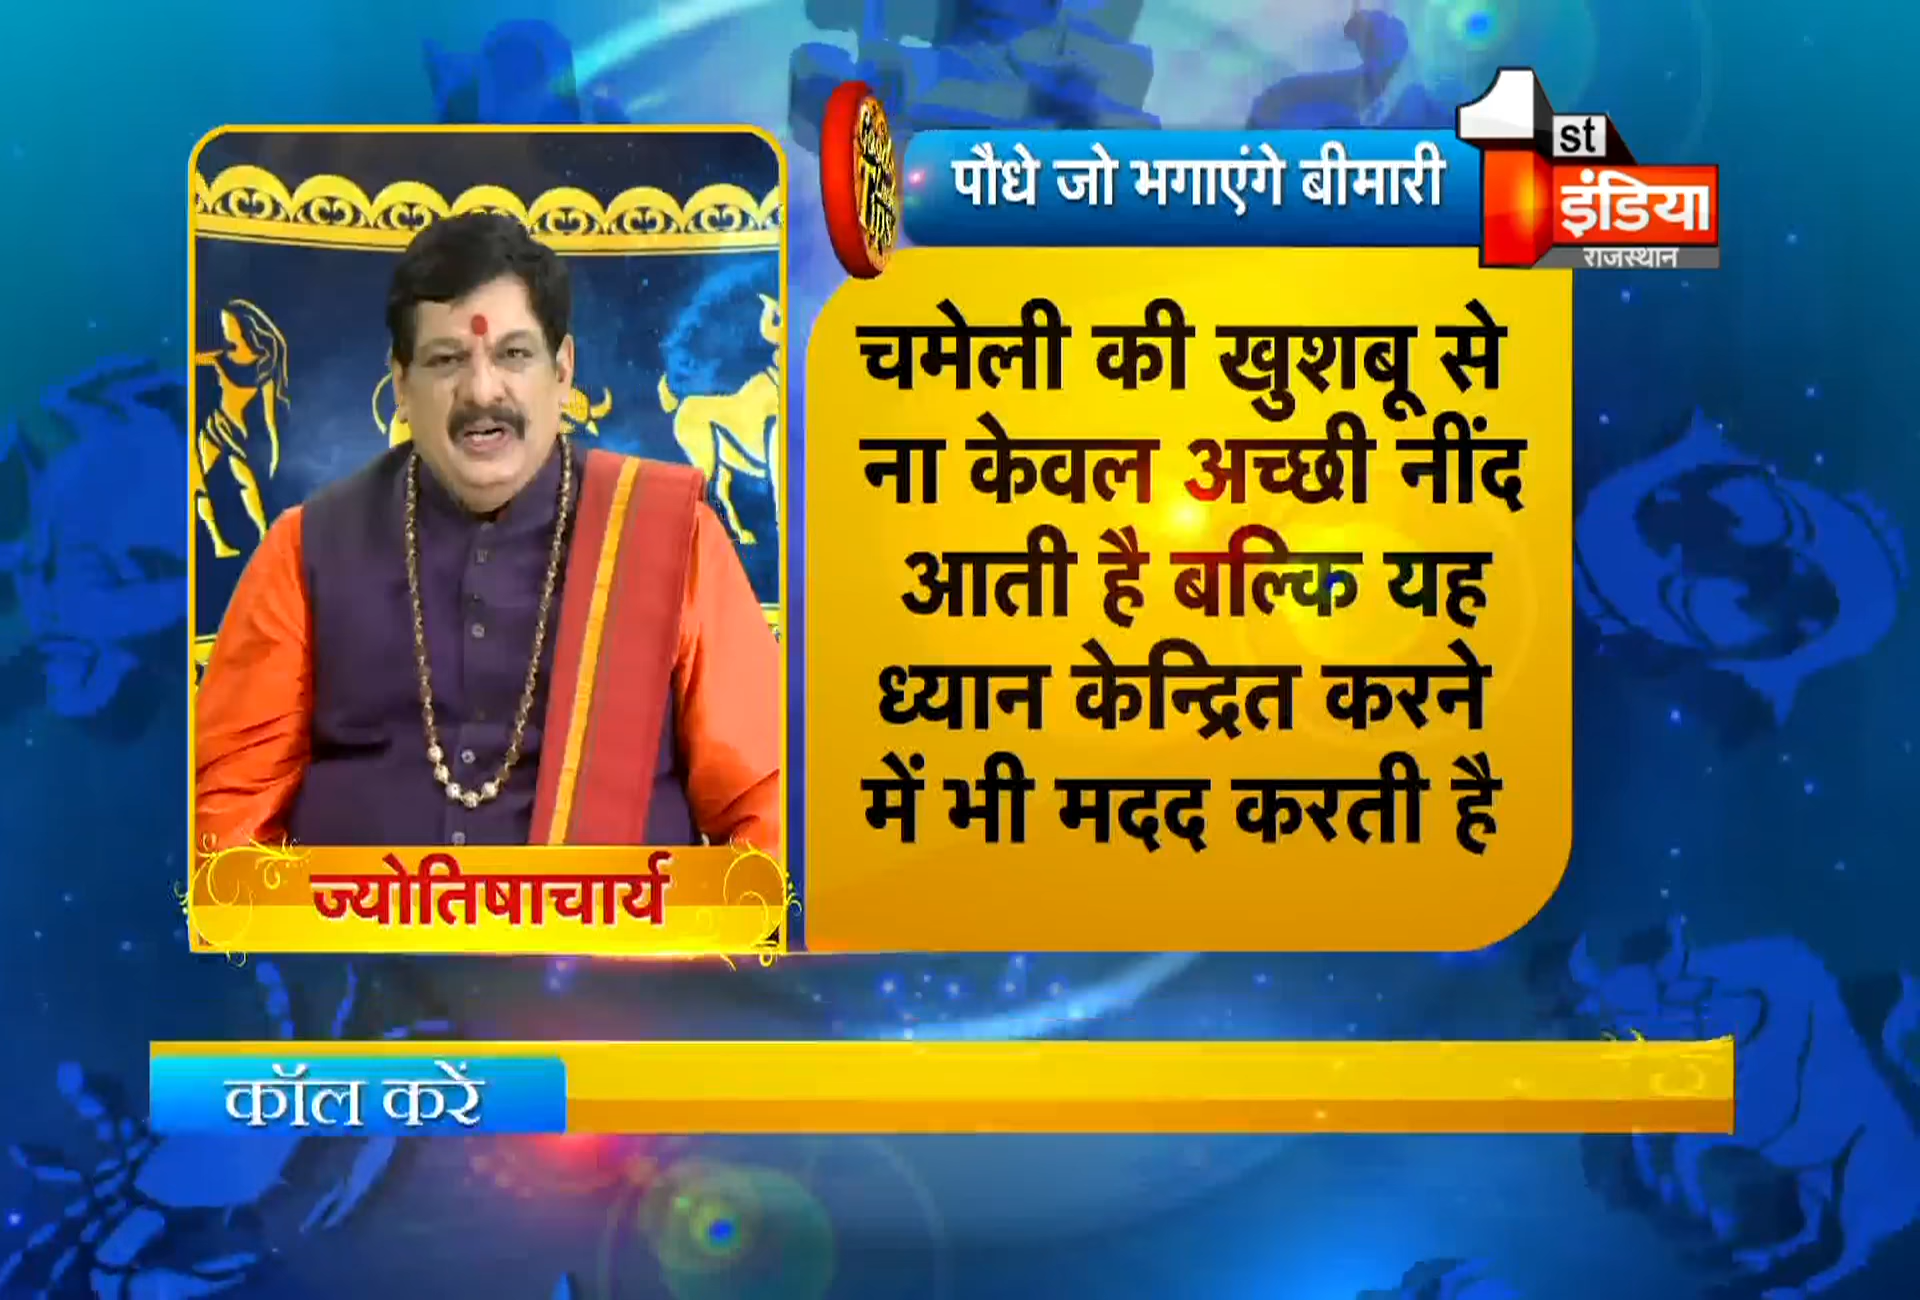 पौधे जो भगाएंगे बीमारी
1st
इंडिया
राजस्थान
चमेली की खुशबू से
ना केवल अच्छी नींद
आती है बल्कि यह
ध्यान केन्द्रित करने
में भी मदद करती है
ज्योतिषाचार्य
कॉल करें